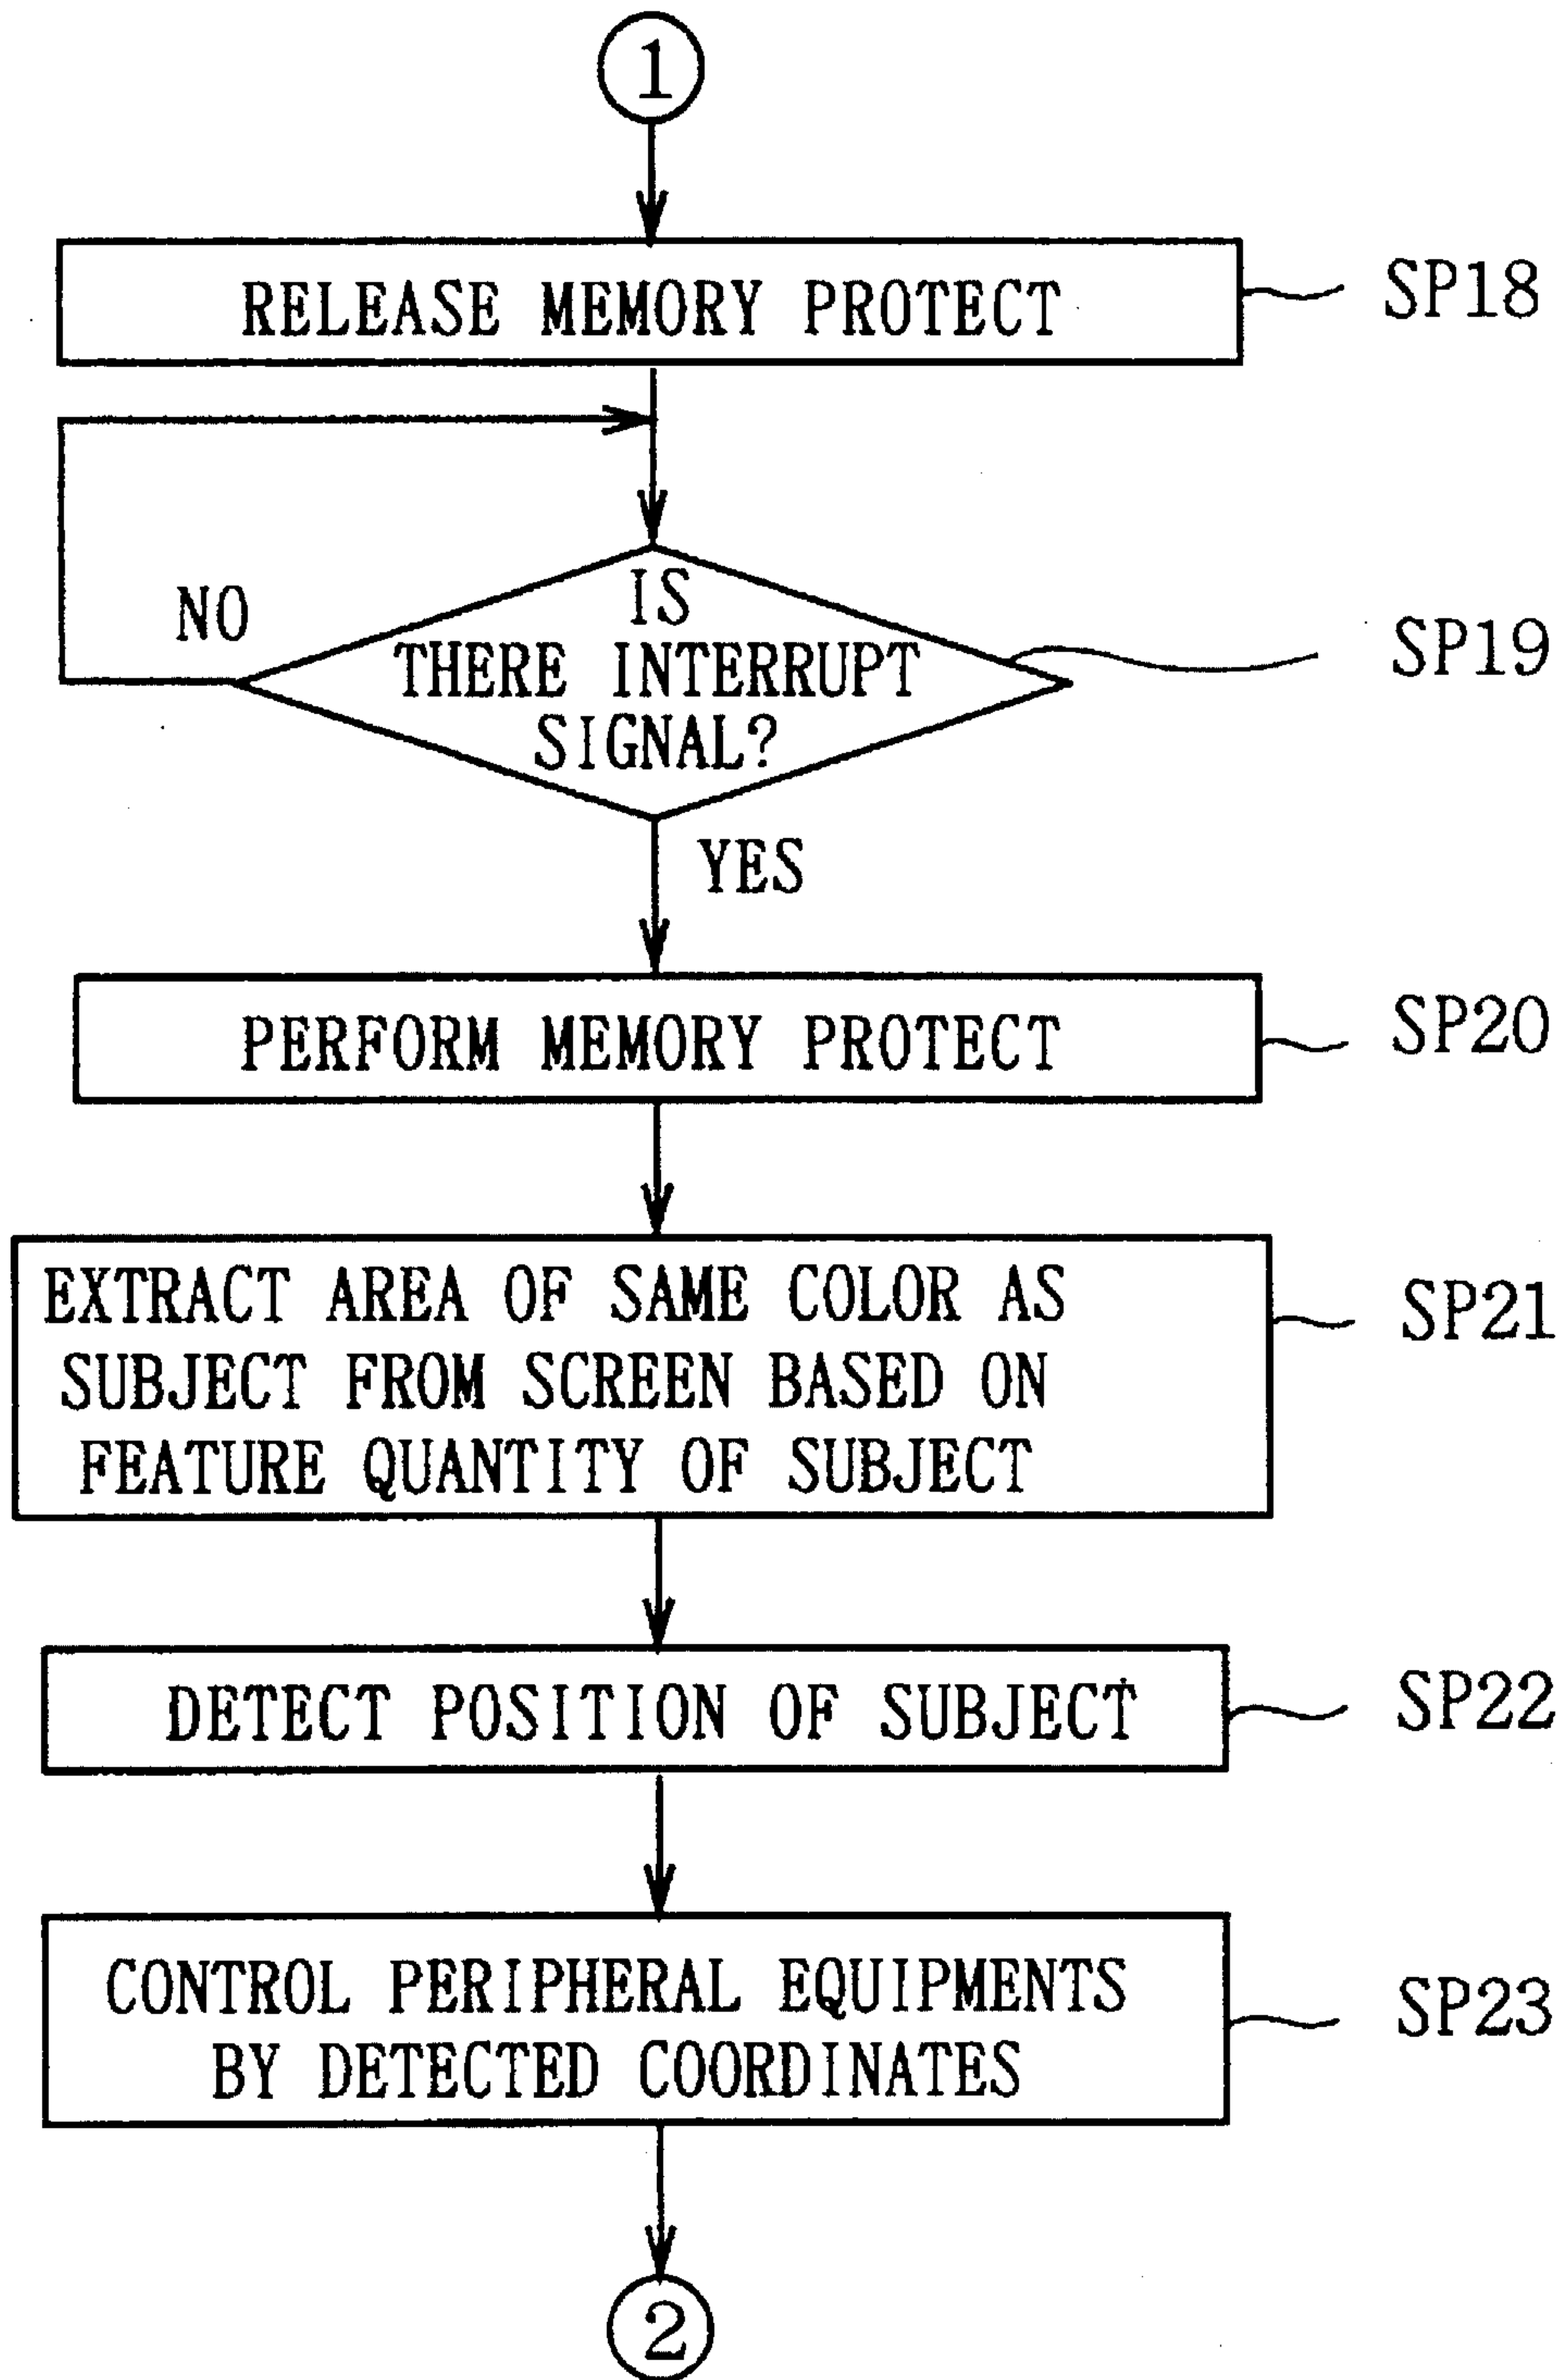 1
RELEASE MEMORY PROTECT
SP18
NO
IS
THERE INTERRUPT
SIGNAL?
SP19
YES
PERFORM MEMORY PROTECT
SP20
EXTRACT AREA OF SAME COLOR AS
SUBJECT FROM SCREEN BASED ON
FEATURE QUANTITY OF SUBJECT
SP21
DETECT POSITION OF SUBJECT
SP22
CONTROL PERIPHERAL EQUIPMENTS
BY DETECTED COORDINATES
SP23
2